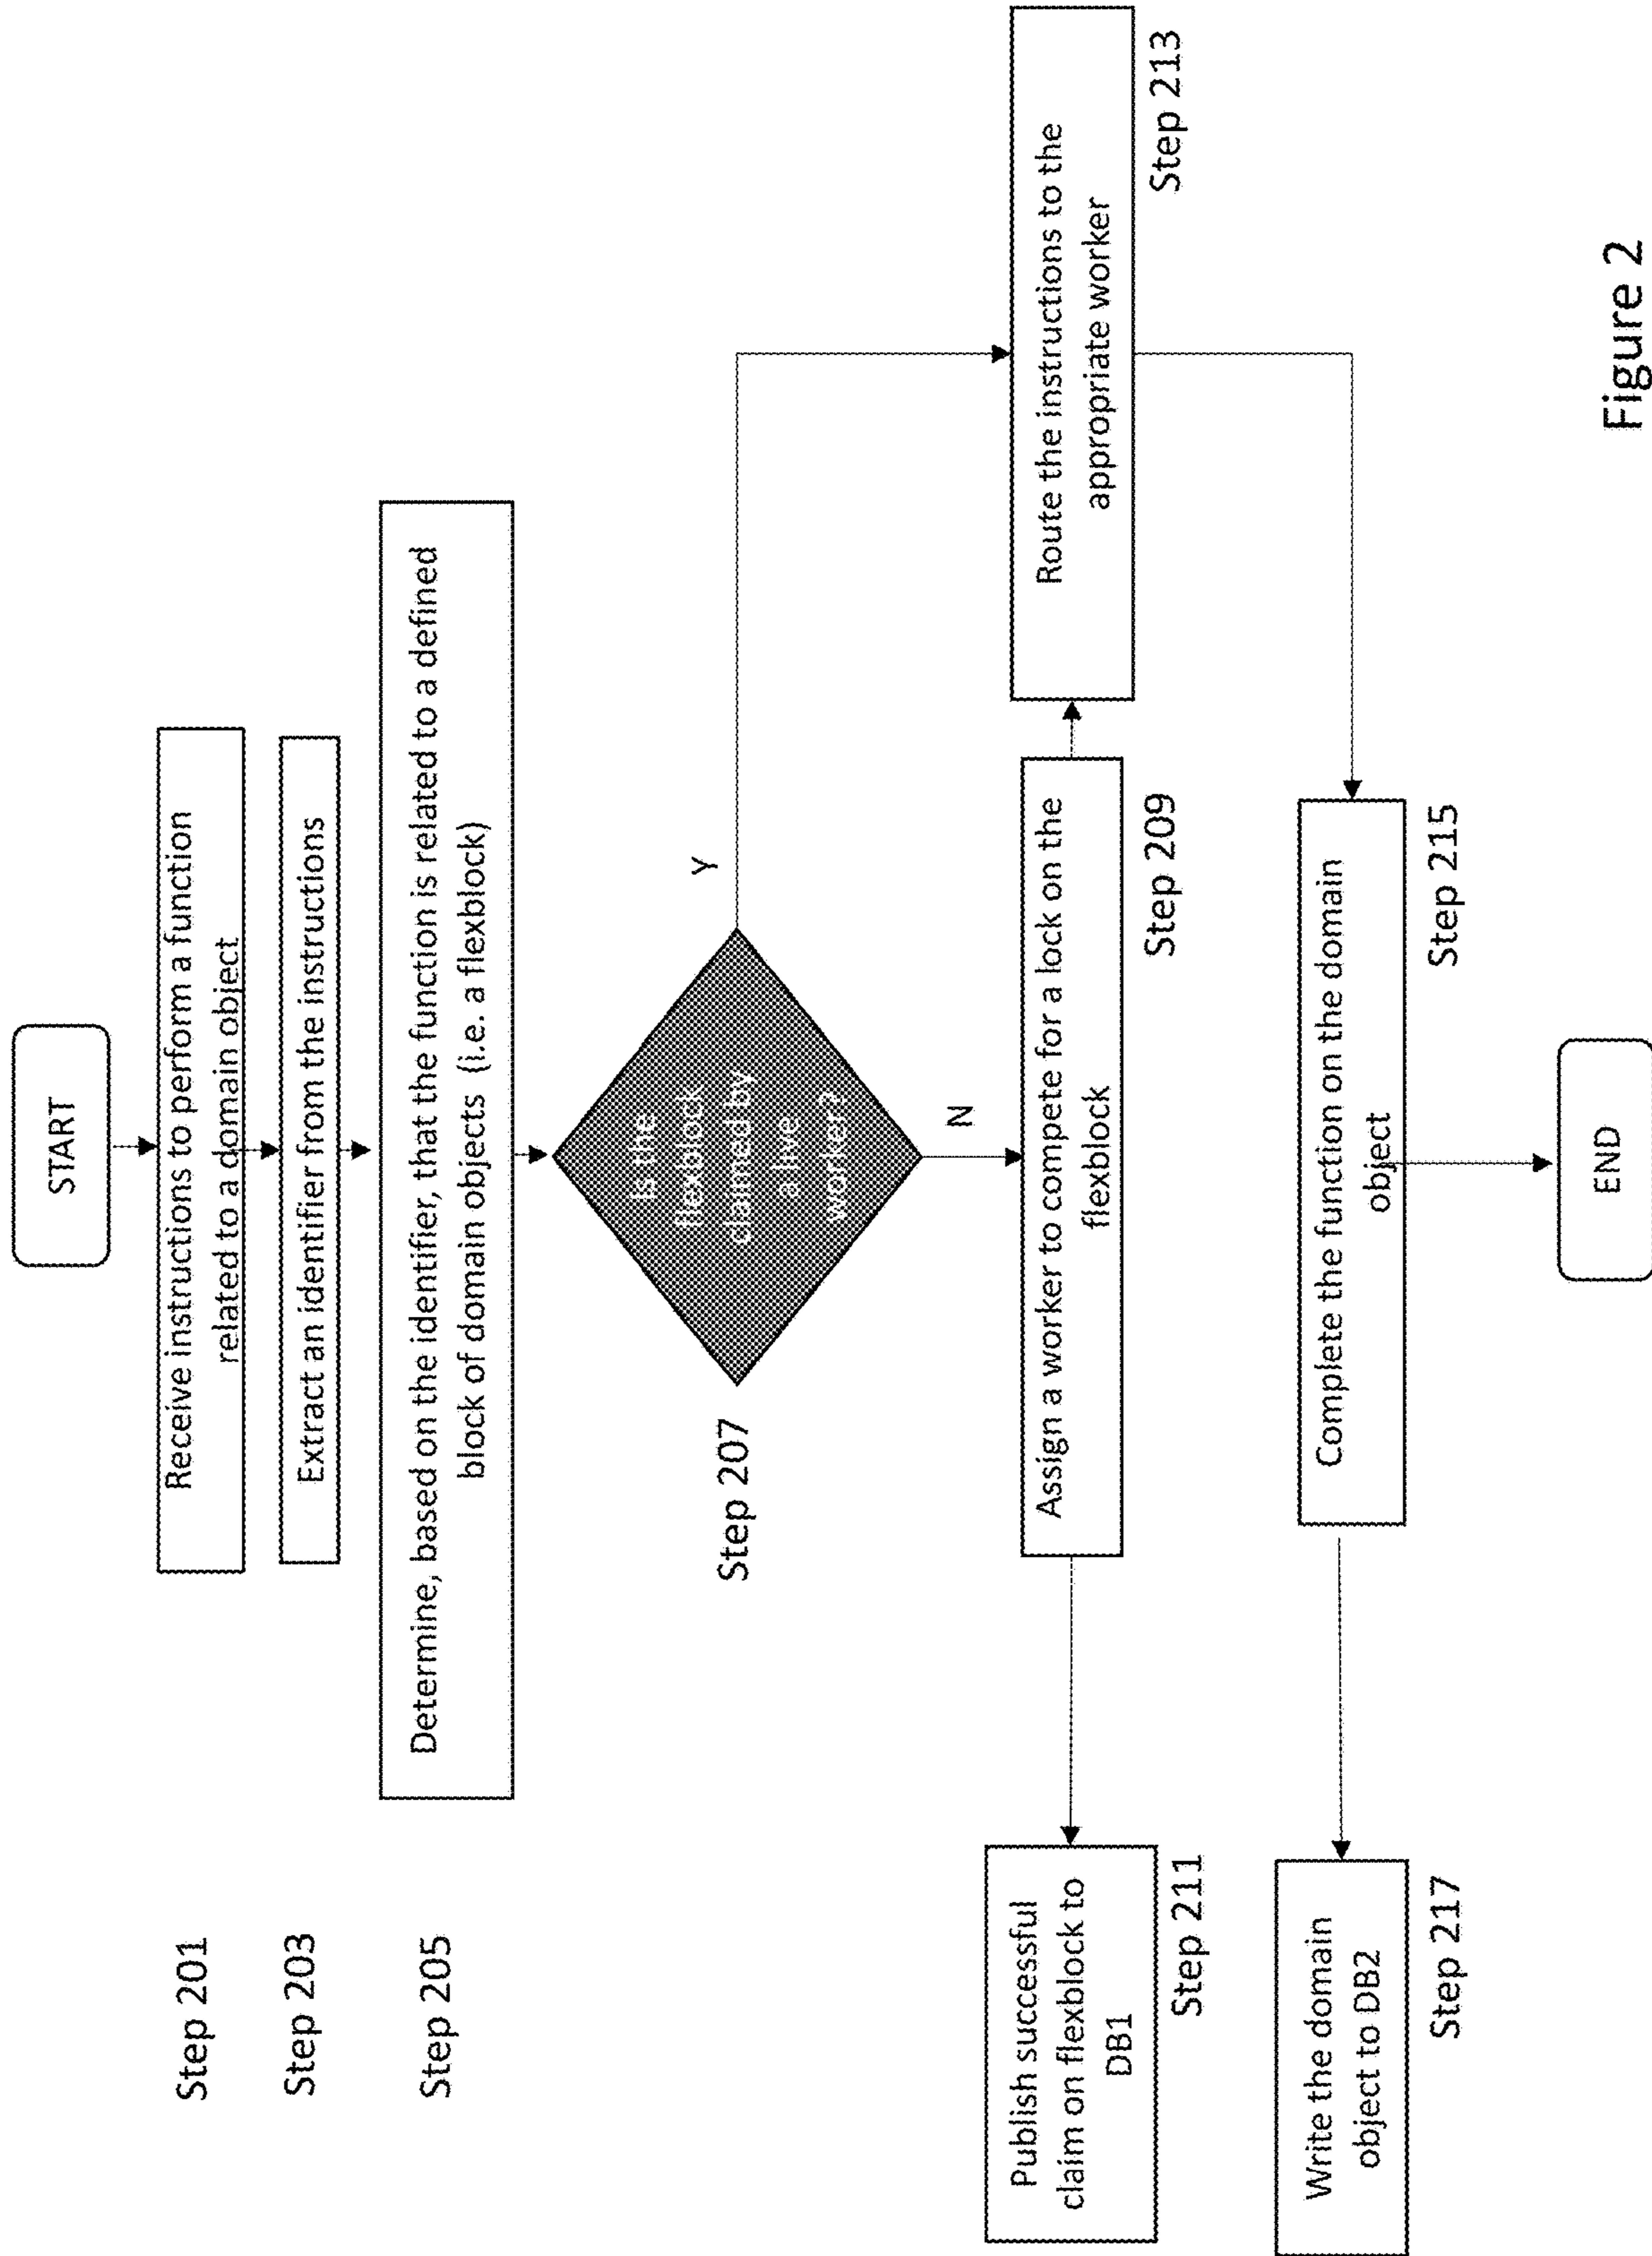 START
Step 201
Receive instructions to perform a function
related to a domain object
Step 203
Extract an identifier from the instructions
Step 205
Determine, based on the identifier, that the function is related to a defined
block of domain objects (i.e. a flexblock)
Step 207
Is the
flexblock
claimed by
a live
worker?
Y
N
Publish successful
claim on flexblock to
DB1
Step 211
Assign a worker to compete for a lock on the
flexblock
Step 209
Route the instructions to the
appropriate worker
Step 213
Write the domain
object to DB2
Step 217
Complete the function on the domain
object
Step 215
END
Figure 2